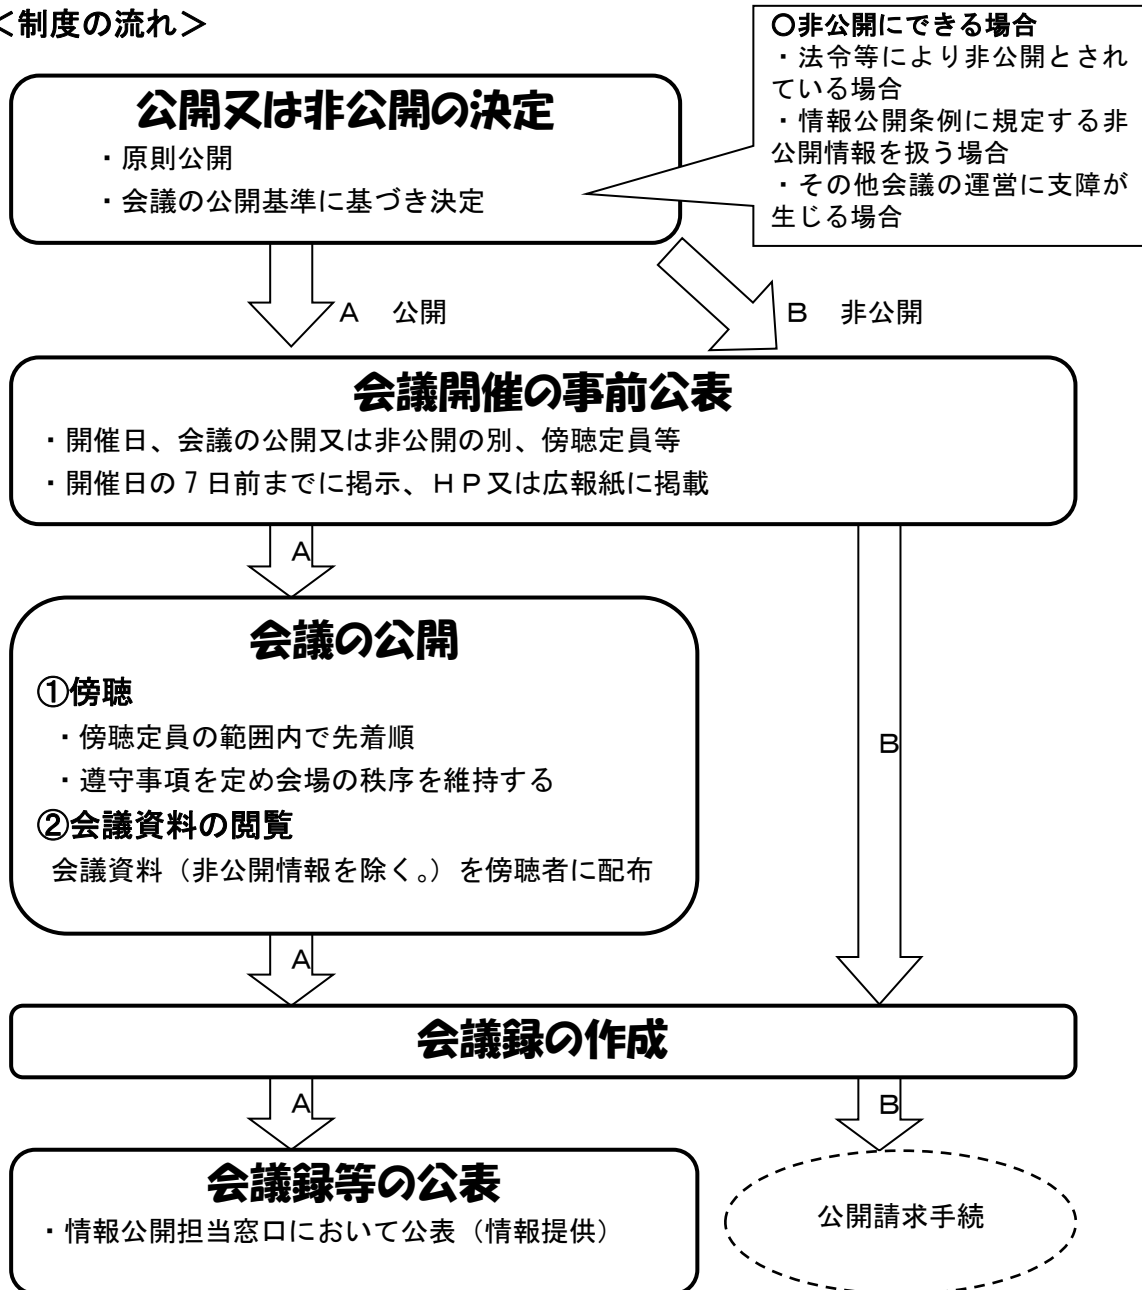 ＜制度の流れ＞
○非公開にできる場合
・法令等により非公開とされ
ている場合
・情報公開条例に規定する非
公開情報を扱う場合
・その他会議の運営に支障が
生じる場合
公開又は非公開の決定
・原則公開
・会議の公開基準に基づき決定
Ａ　公開
Ｂ　非公開
会議開催の事前公表
・開催日、会議の公開又は非公開の別、傍聴定員等
・開催日の７日前までに掲示、ＨＰ又は広報紙に掲載
Ａ
会議の公開
①傍聴
・傍聴定員の範囲内で先着順
・遵守事項を定め会場の秩序を維持する
②会議資料の閲覧
会議資料（非公開情報を除く。）を傍聴者に配布
Ｂ
Ａ
会議録の作成
Ａ
Ｂ
会議録等の公表
・情報公開担当窓口において公表（情報提供）
公開請求手続